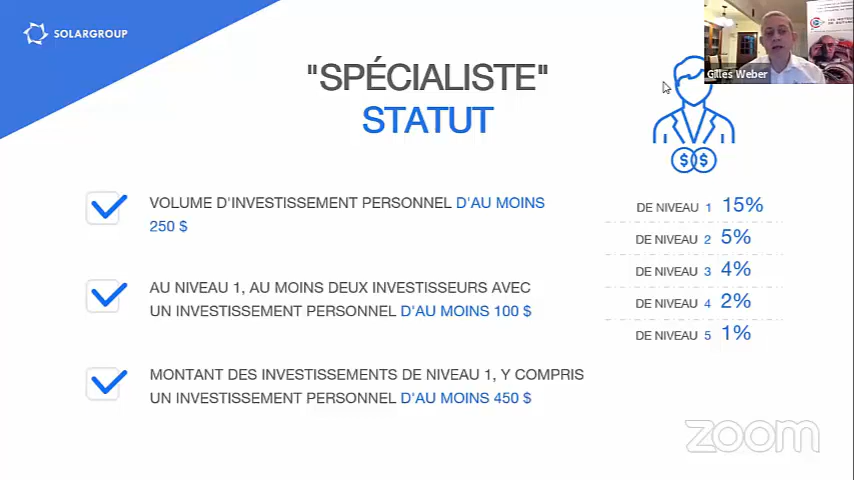 SOLARGROUP
"SPÉCIALISTE"
STATUT
Gilles Weber
VOLUME D'INVESTISSEMENT PERSONNEL D'AU MOINS
250 $
AU NIVEAU 1, AU MOINS DEUX INVESTISSEURS AVEC
UN INVESTISSEMENT PERSONNEL D'AU MOINS 100 $
MONTANT DES INVESTISSEMENTS DE NIVEAU 1, Y COMPRIS
UN INVESTISSEMENT PERSONNEL D'AU MOINS 450 $
DE NIVEAU 1 15%
DE NIVEAU 2 5%
DE NIVEAU 3 4%
DE NIVEAU 4 2%
DE NIVEAU 5 1%
zoom